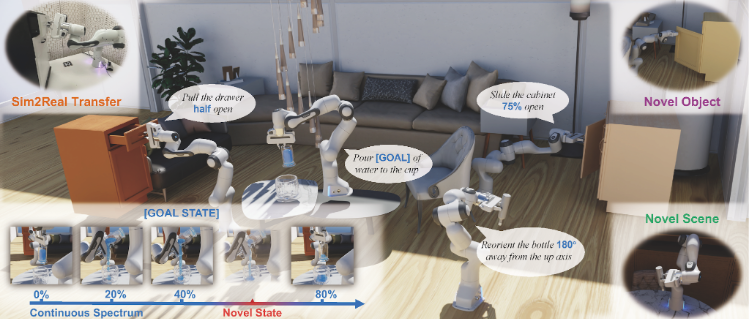 Sim2Real Transfer
Pull the drawer
half open
Slide the cabinet
75% open
Novel Object
Pour [GOAL] of
water to the cup
Novel Scene
Reorient the bottle 180°
away from the up axis
[GOAL STATE]
0% 20% 40% 80%
Continuous Spectrum Novel State